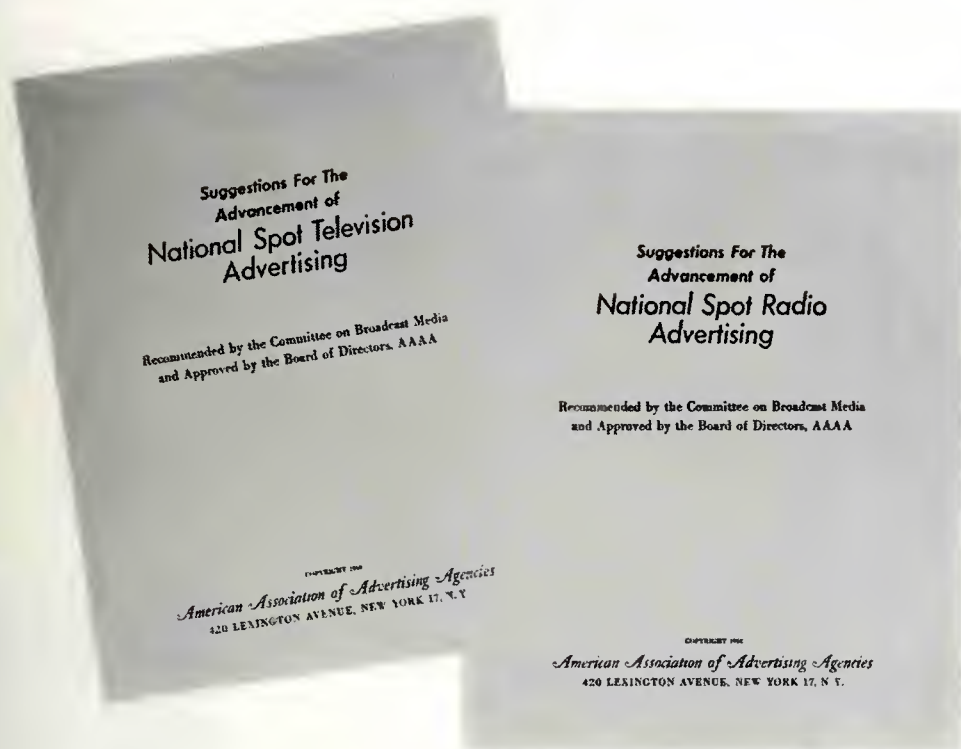 Suggestions For The
Advancement of
National Spot Television
Advertising
Recommended by the Committee on Broadcast Media
and Approved by the Board of Directors, AAAA
COPYRIGHT
American Association of Advertising Agencies
420 LEXINGTON AVENUE, NEW YORK 17, N.Y
Suggestions For The
Advancement of
National Spot Radio
Advertising
Recommended by the Committee on Broadcast Media
and Approved by the Board of Directors, AAAA
COPYRIGHT
American Association of Advertising Agencies
420 LEXINGTON AVENUE, NEW YORK 17, N Y.